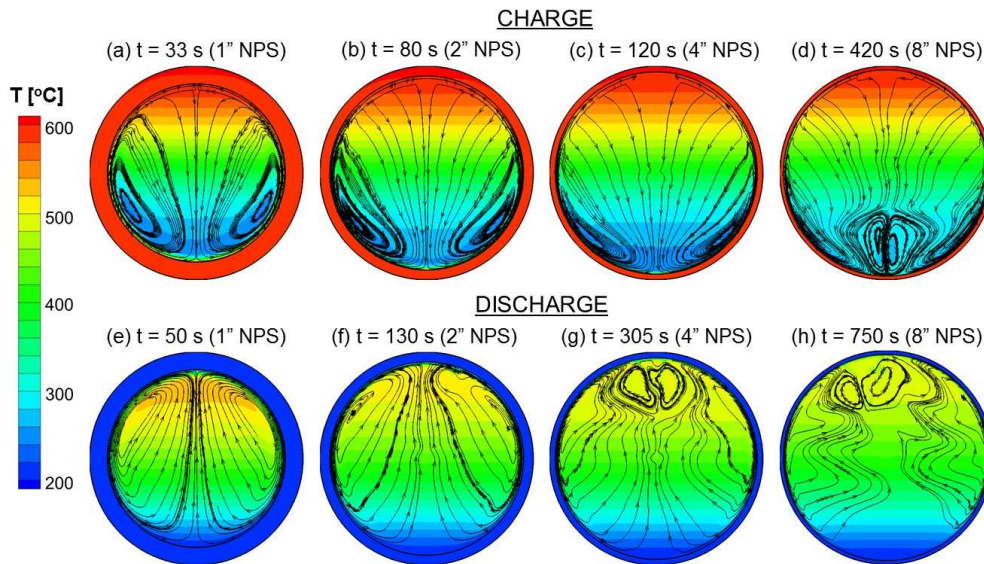 CHARGE
(a) t = 33 s (1” NPS)
(b) t = 80 s (2” NPS)
(c) t = 120 s (4” NPS)
(d) t = 420 s (8” NPS)
T [°C]
600
500
400
300
200
DISCHARGE
(e) t = 50 s (1” NPS)
(f) t = 130 s (2” NPS)
(g) t = 305 s (4” NPS)
(h) t = 750 s (8” NPS)